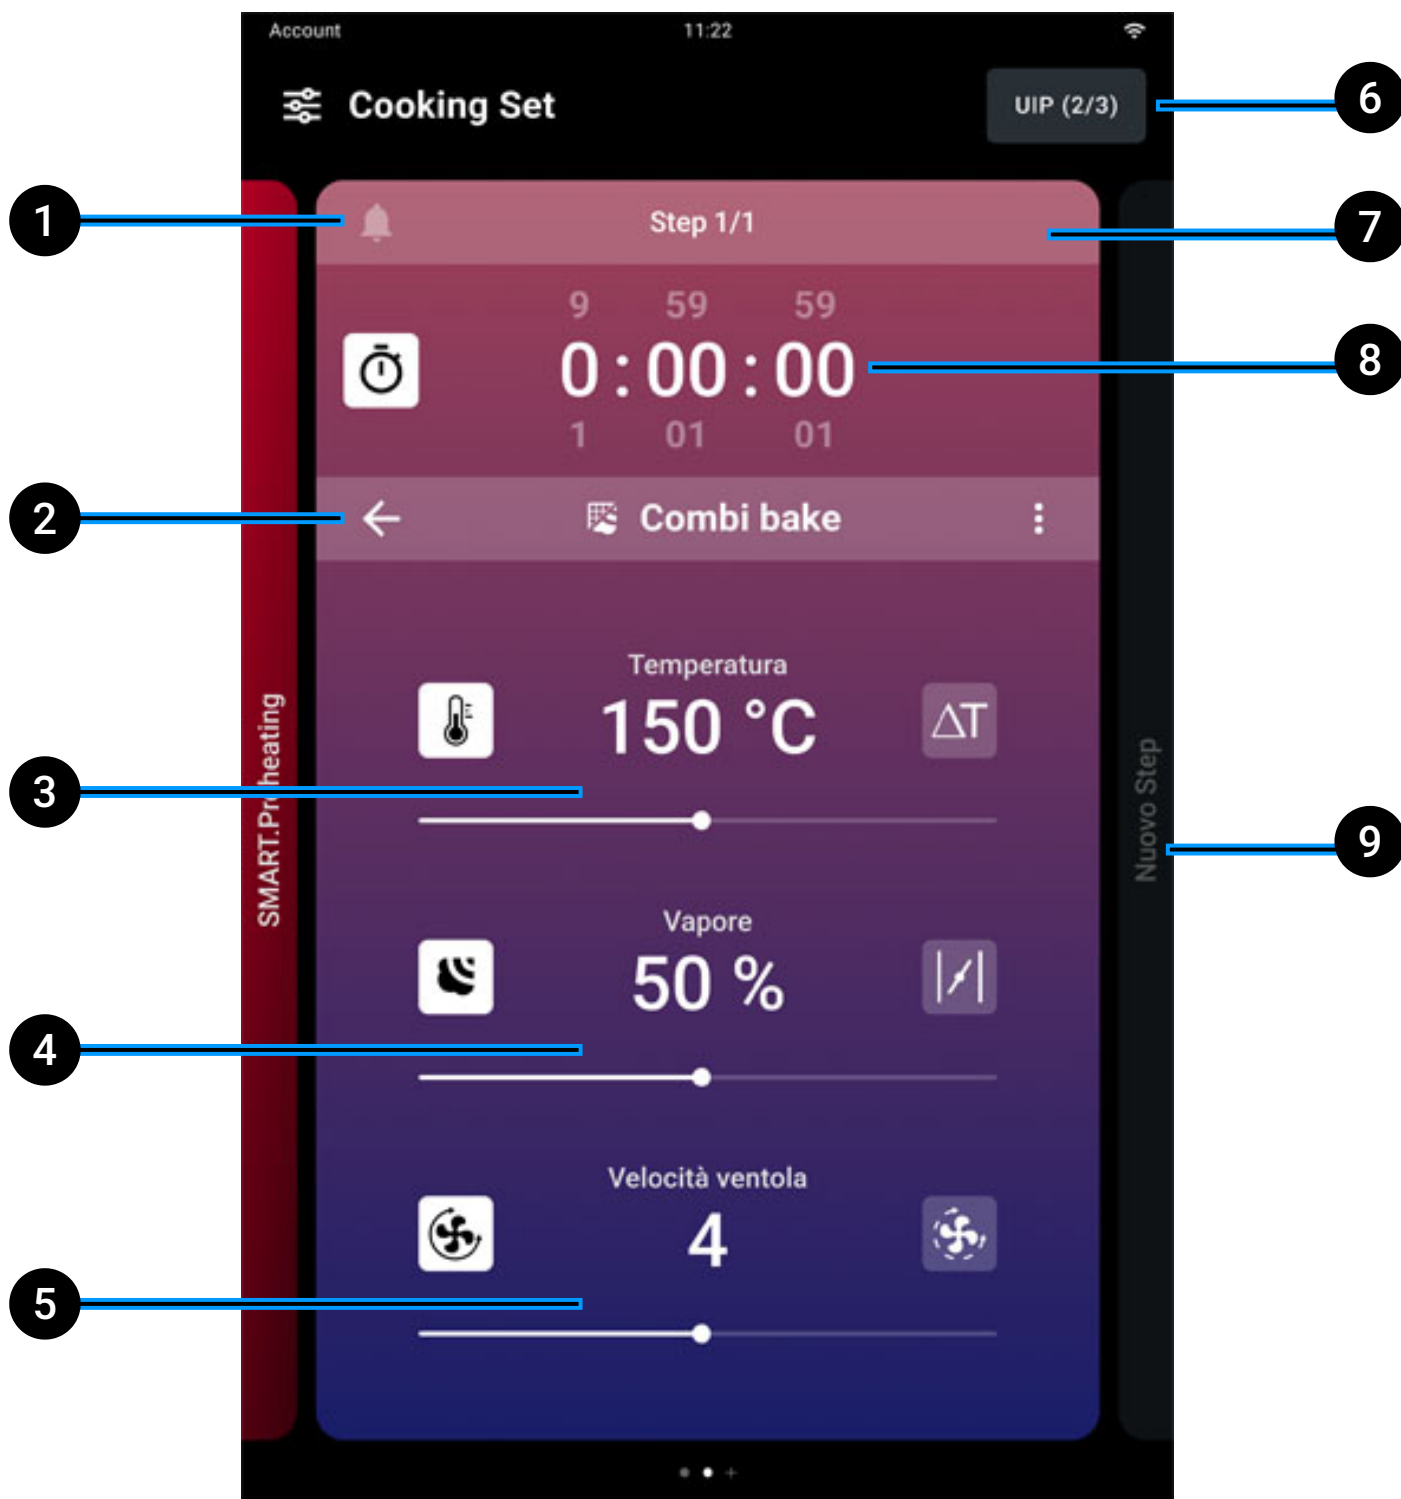 Account 11:22
Cooking Set UIP (2/3)
6
1
Step 1/1
7
9 59 59
0 : 00 : 00
8
1 01 01
2
Combi bake
Temperatura
150 °C
ΔT
3
SMART.Preheating
Nuovo Step
9
Vapore
50 %
4
Velocità ventola
4
5